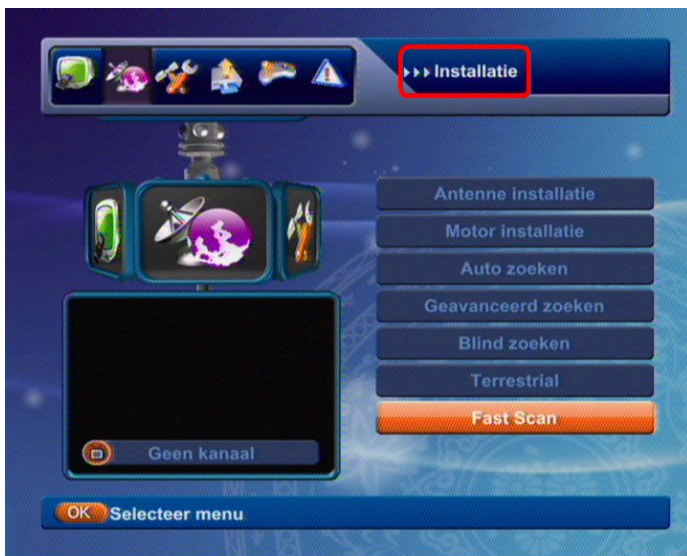 Installatie
Antenne installatie
Motor installatie
Auto zoeken
Geavanceerd zoeken
Blind zoeken
Terrestrial
Fast Scan
Geen kanaal
OK Selecteer menu